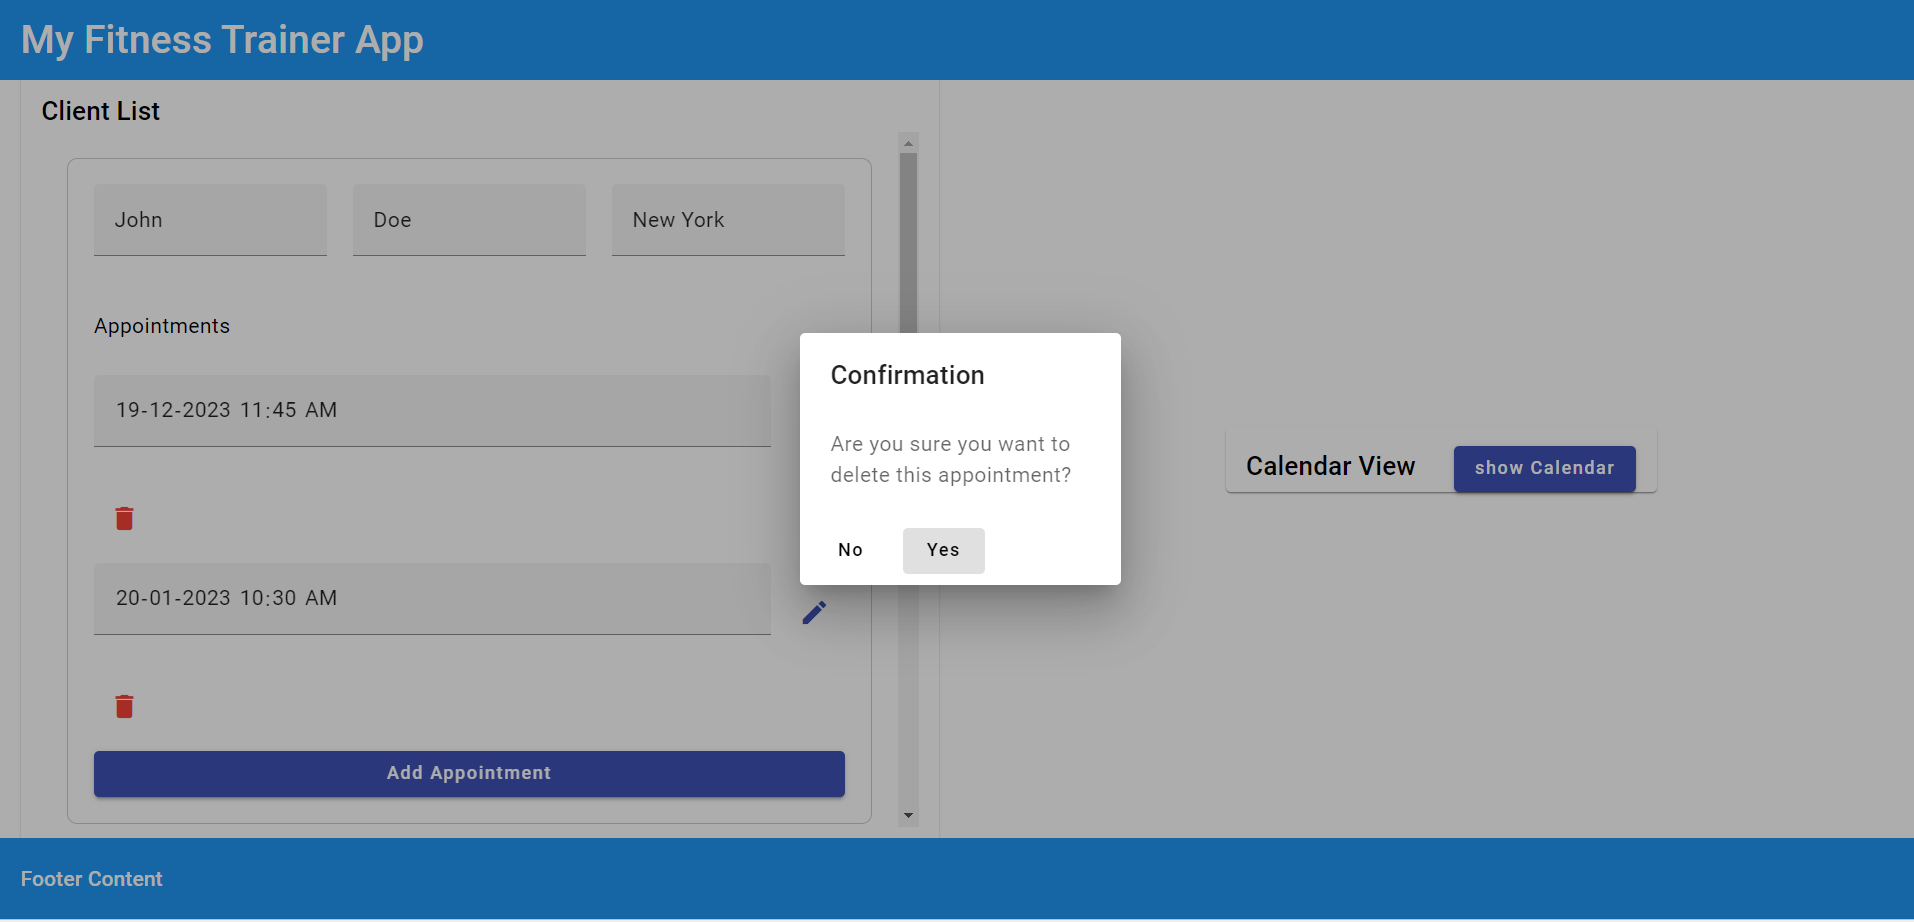 My Fitness Trainer App
Client List
John Doe New York
Appointments
19-12-2023 11:45 AM
20-01-2023 10:30 AM
Add Appointment
Confirmation
Are you sure you want to
delete this appointment?
No Yes
Calendar View show Calendar
Footer Content